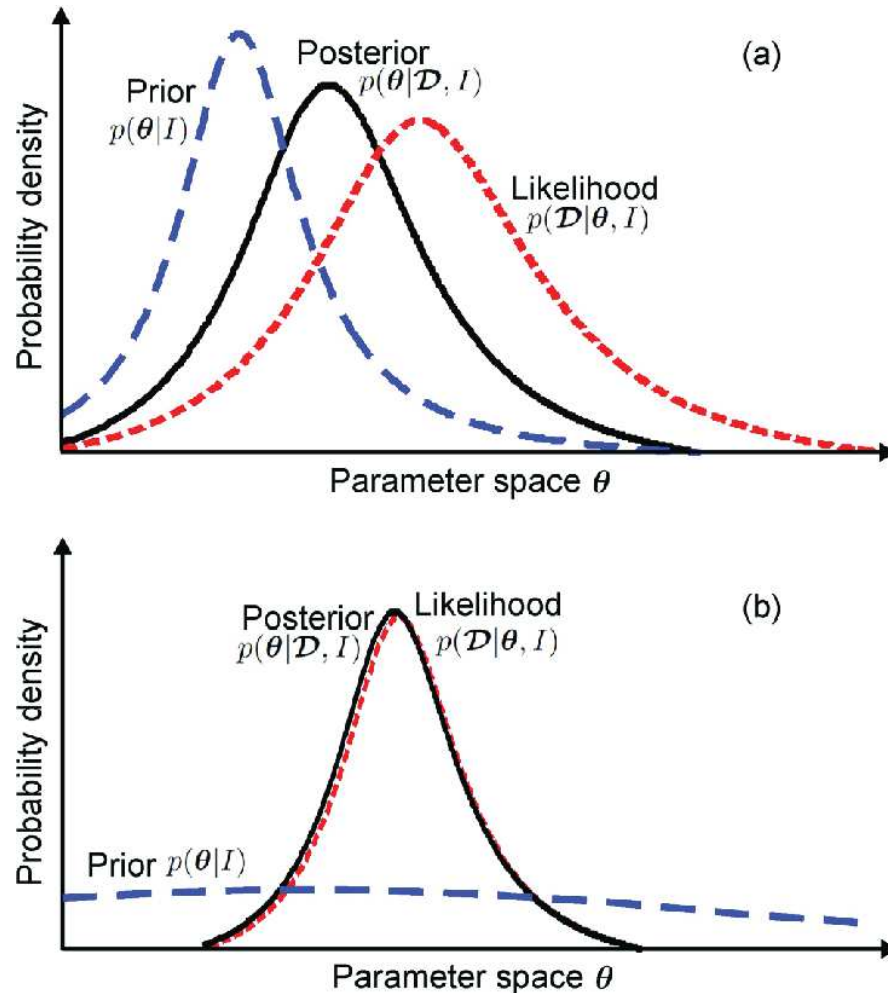 (a)
Prior
p(θ|I)
Posterior
p(θ|𝓓, I)
Likelihood
p(𝓓|θ, I)
Probability density
Parameter space θ
(b)
Posterior
p(θ|𝓓, I)
Likelihood
p(𝓓|θ, I)
Prior p(θ|I)
Probability density
Parameter space θ